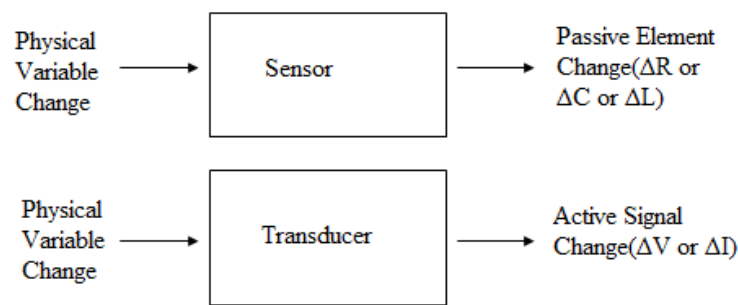 Physical
Variable
Change
Sensor
Passive Element
Change(ΔR or
ΔC or ΔL)
Physical
Variable
Change
Transducer
Active Signal
Change(ΔV or ΔI)